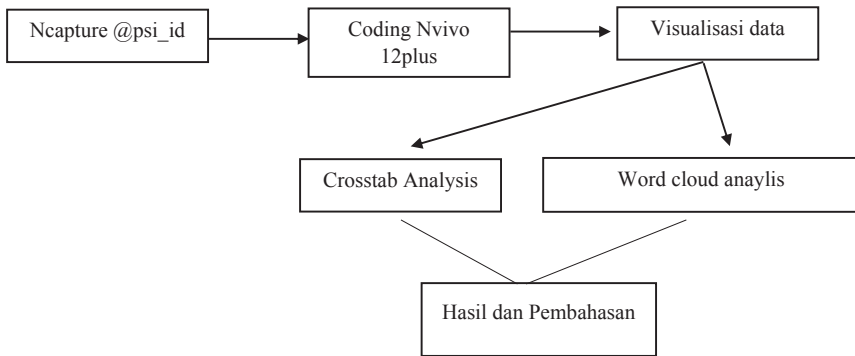 Ncapture @psi_id
Coding Nvivo
12plus
Visualisasi data
Crosstab Analysis
Word cloud anaylis
Hasil dan Pembahasan